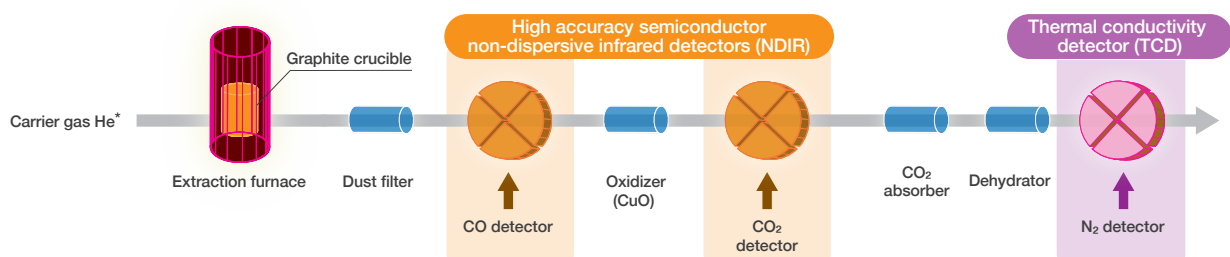 High accuracy semiconductor
non-dispersive infrared detectors (NDIR)
Thermal conductivity
detector (TCD)
Graphite crucible
Carrier gas He*
Extraction furnace
Dust filter
CO detector
Oxidizer
(CuO)
CO₂
detector
CO₂
absorber
Dehydrator
N₂ detector